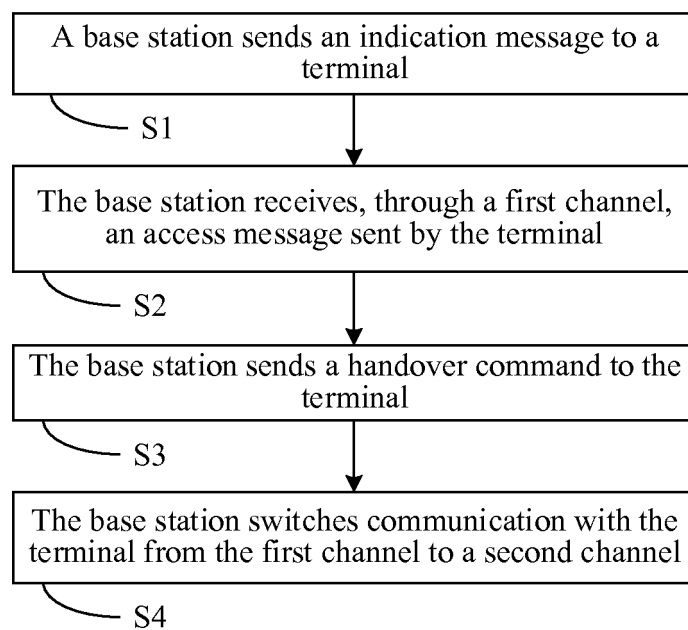 A base station sends an indication message to a
terminal
S1
The base station receives, through a first channel,
an access message sent by the terminal
S2
The base station sends a handover command to the
terminal
S3
The base station switches communication with the
terminal from the first channel to a second channel
S4